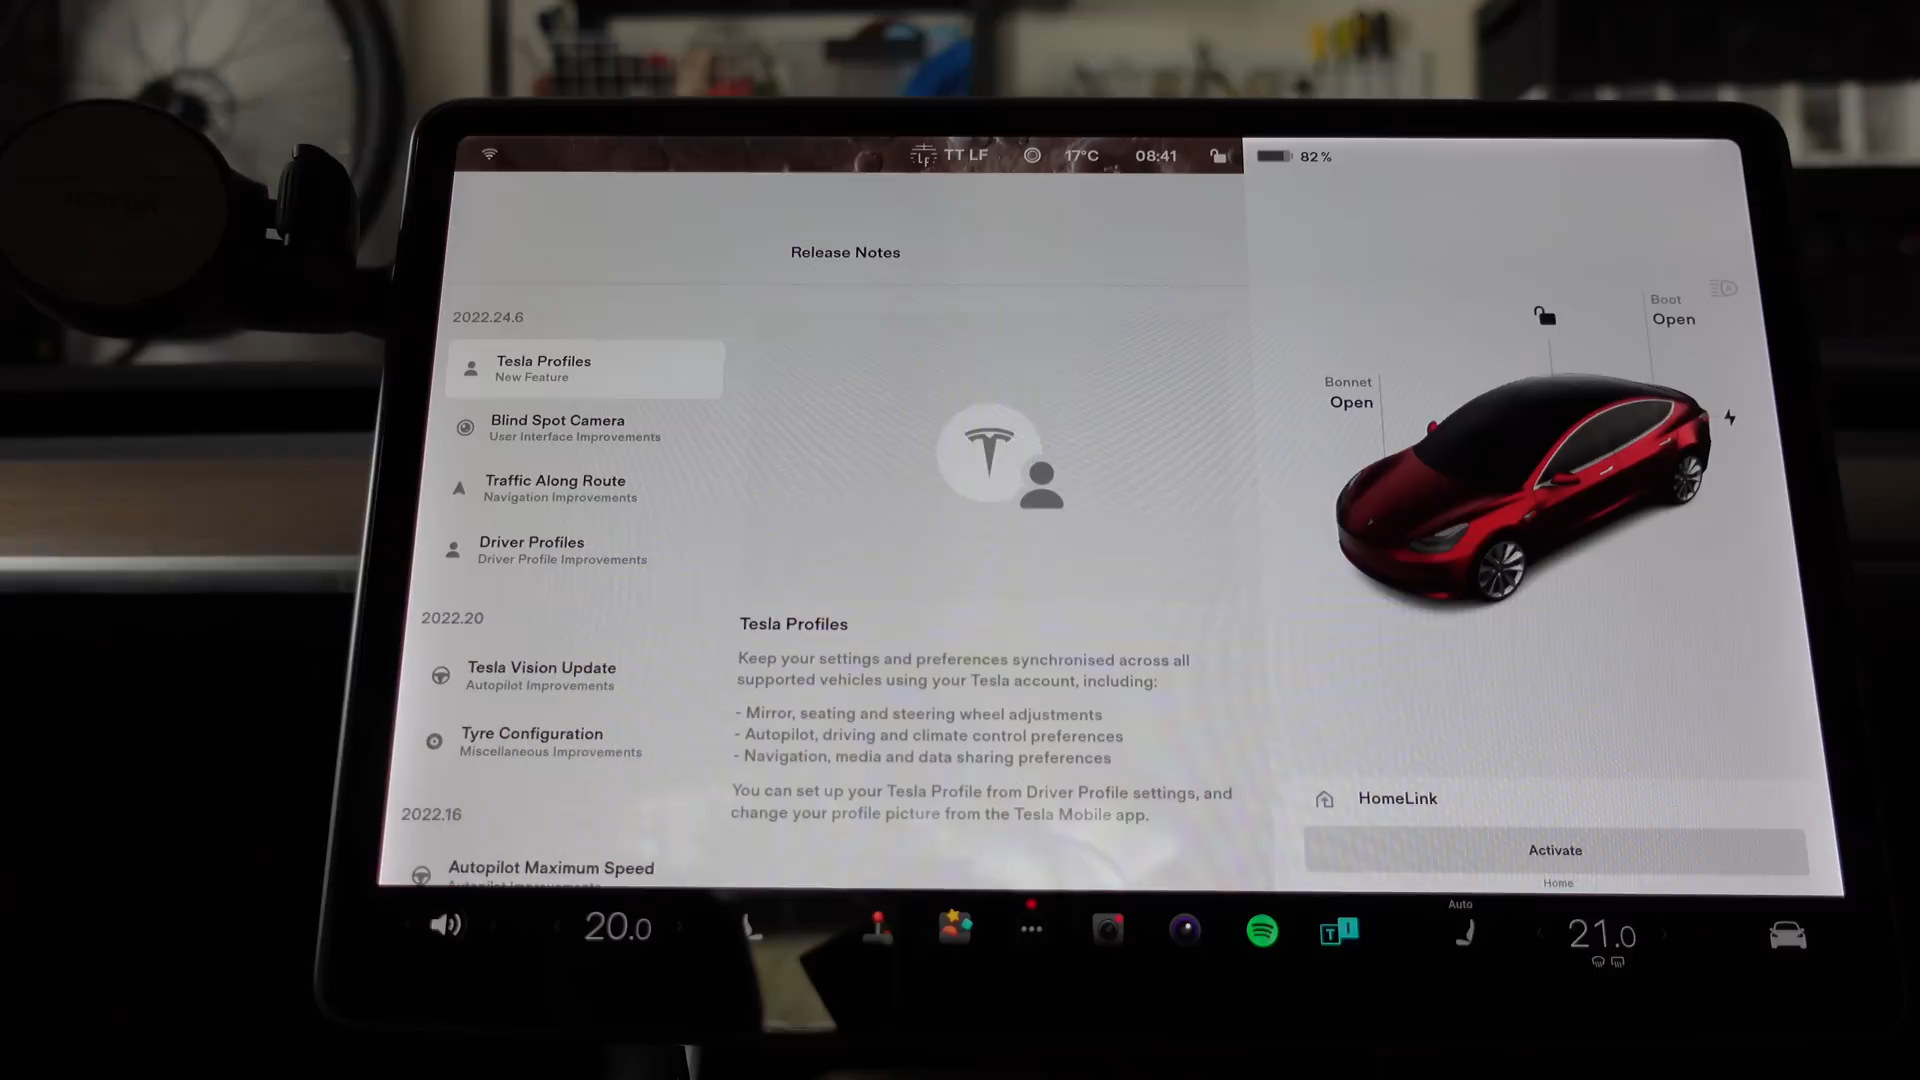 TT LF
17°C
08:41
82 %
Release Notes
2022.24.6
Tesla Profiles
New Feature
Blind Spot Camera
User Interface Improvements
Traffic Along Route
Navigation Improvements
Driver Profiles
Driver Profile Improvements
2022.20
Tesla Vision Update
Autopilot Improvements
Tyre Configuration
Miscellaneous Improvements
2022.16
Autopilot Maximum Speed
Autopilot Improvements
Tesla Profiles
Keep your settings and preferences synchronised across all
supported vehicles using your Tesla account, including:
- Mirror, seating and steering wheel adjustments
- Autopilot, driving and climate control preferences
- Navigation, media and data sharing preferences
You can set up your Tesla Profile from Driver Profile settings, and
change your profile picture from the Tesla Mobile app.
Boot
Open
Bonnet
Open
HomeLink
Activate
Home
20.0
T I
Auto
21.0